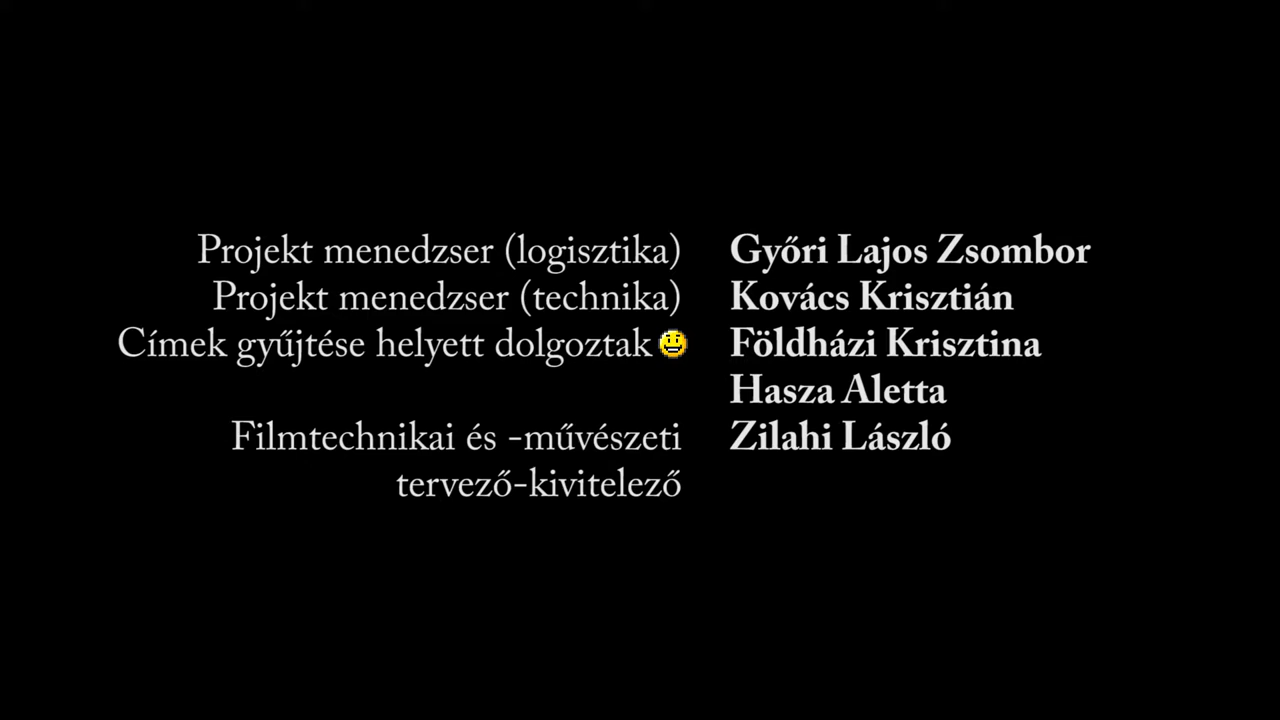 Projekt menedzser (logisztika) Győri Lajos Zsombor
Projekt menedzser (technika) Kovács Krisztián
Címek gyűjtése helyett dolgoztak Földházi Krisztina
Hasza Aletta
Filmtechnikai és -művészeti Zilahi László
tervező-kivitelező